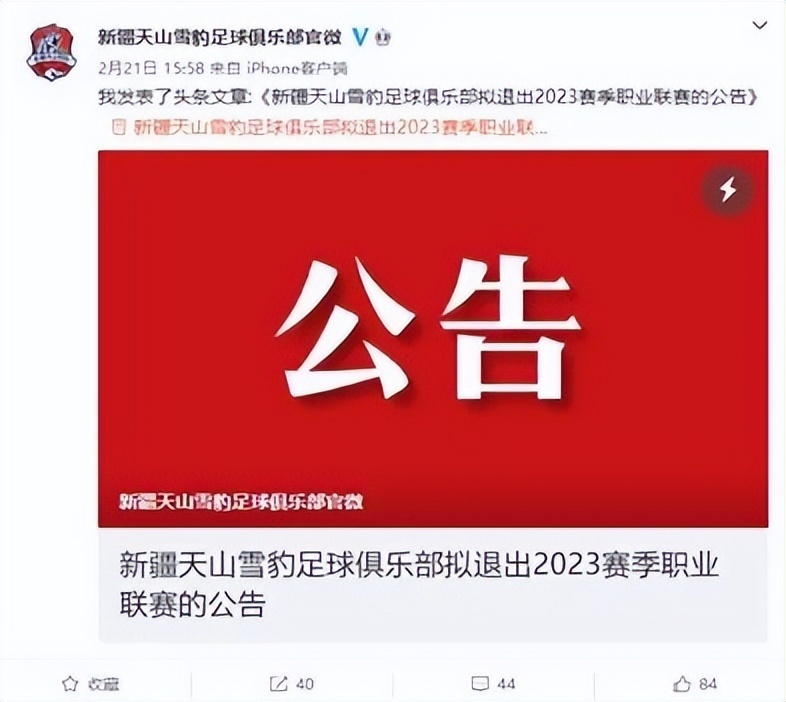 新疆天山雪豹足球俱乐部官微
2月21日 15:58 来自 iPhone客户端
我发表了头条文章:《新疆天山雪豹足球俱乐部拟退出2023赛季职业联赛的公告》
新疆天山雪豹足球俱乐部拟退出2023赛季职业联...
公告
新疆天山雪豹足球俱乐部官微
新疆天山雪豹足球俱乐部拟退出2023赛季职业
联赛的公告
收藏 40 44 84